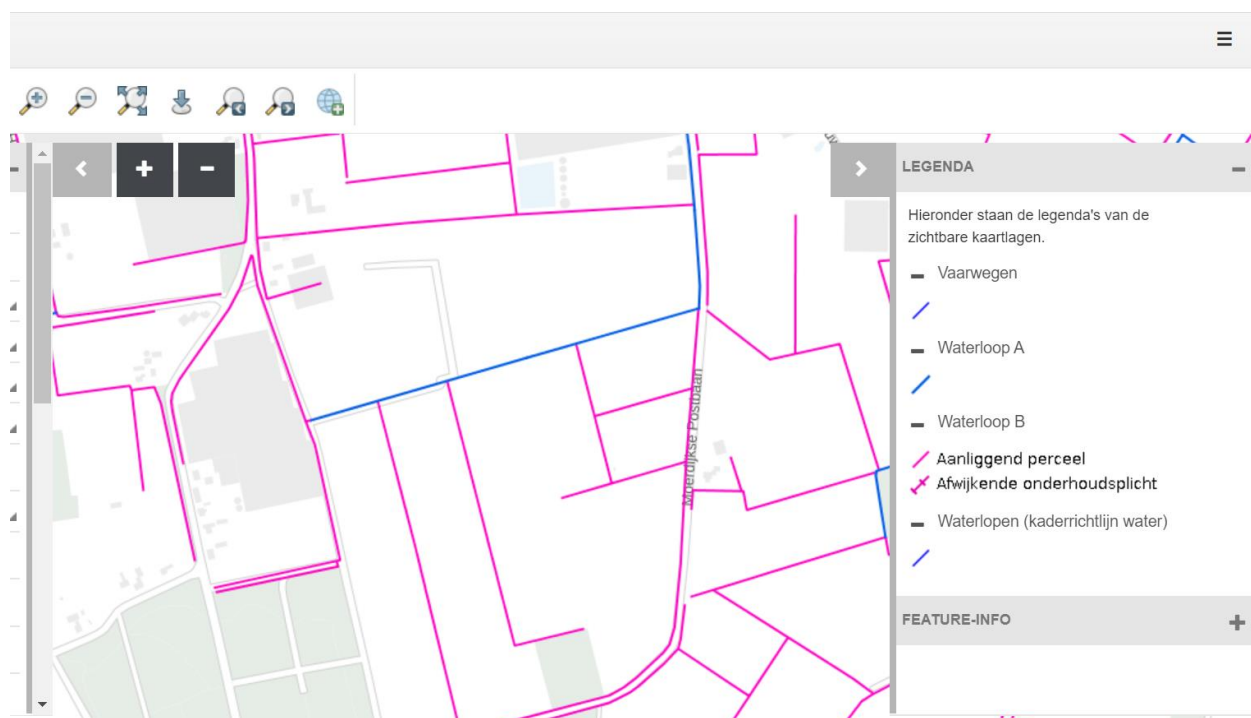 LEGENDA
Hieronder staan de legenda's van de
zichtbare kaartlagen.
Vaarwegen
Waterloop A
Waterloop B
Aanliggend perceel
Afwijkende onderhoudsplicht
Waterlopen (kaderrichtlijn water)
FEATURE-INFO
Moerdijkse Postbaan